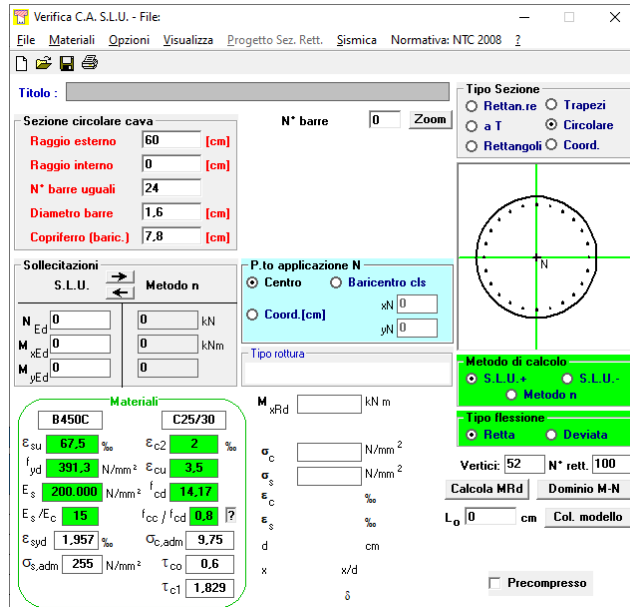 Verifica C.A. S.L.U. - File:
File Materiali Opzioni Visualizza Progetto Sez. Rett. Sismica Normativa: NTC 2008 ?
Titolo :
Tipo Sezione
Rettan.re Trapezi
a T Circolare
Rettangoli Coord.
Sezione circolare cava
Raggio esterno 60 [cm]
Raggio interno 0 [cm]
N° barre uguali 24
Diametro barre 1,6 [cm]
Copriferro (baric.) 7,8 [cm]
N° barre 0 Zoom
N
Sollecitazioni
S.L.U. Metodo n
N Ed 0 0 kN
M xEd 0 0 kNm
M yEd 0 0
P.to applicazione N
Centro Baricentro cls
Coord.[cm] xN 0
yN 0
Tipo rottura
Materiali
B450C C25/30
εsu 67,5 ‰ εc2 2 ‰
fyd 391,3 N/mm² εcu 3,5
Es 200.000 N/mm² fcd 14,17
Es/Ec 15 fcc / fcd 0,8 ?
εsyd 1,957 ‰ σc,adm 9,75
σs,adm 255 N/mm² τco 0,6
τc1 1,829
M xRd kN m
σc N/mm²
σs N/mm²
εc ‰
εs ‰
d cm
x x/d
δ
Metodo di calcolo
S.L.U.+ S.L.U.-
Metodo n
Tipo flessione
Retta Deviata
Vertici: 52 N° rett. 100
Calcola MRd Dominio M-N
Lo 0 cm Col. modello
Precompresso